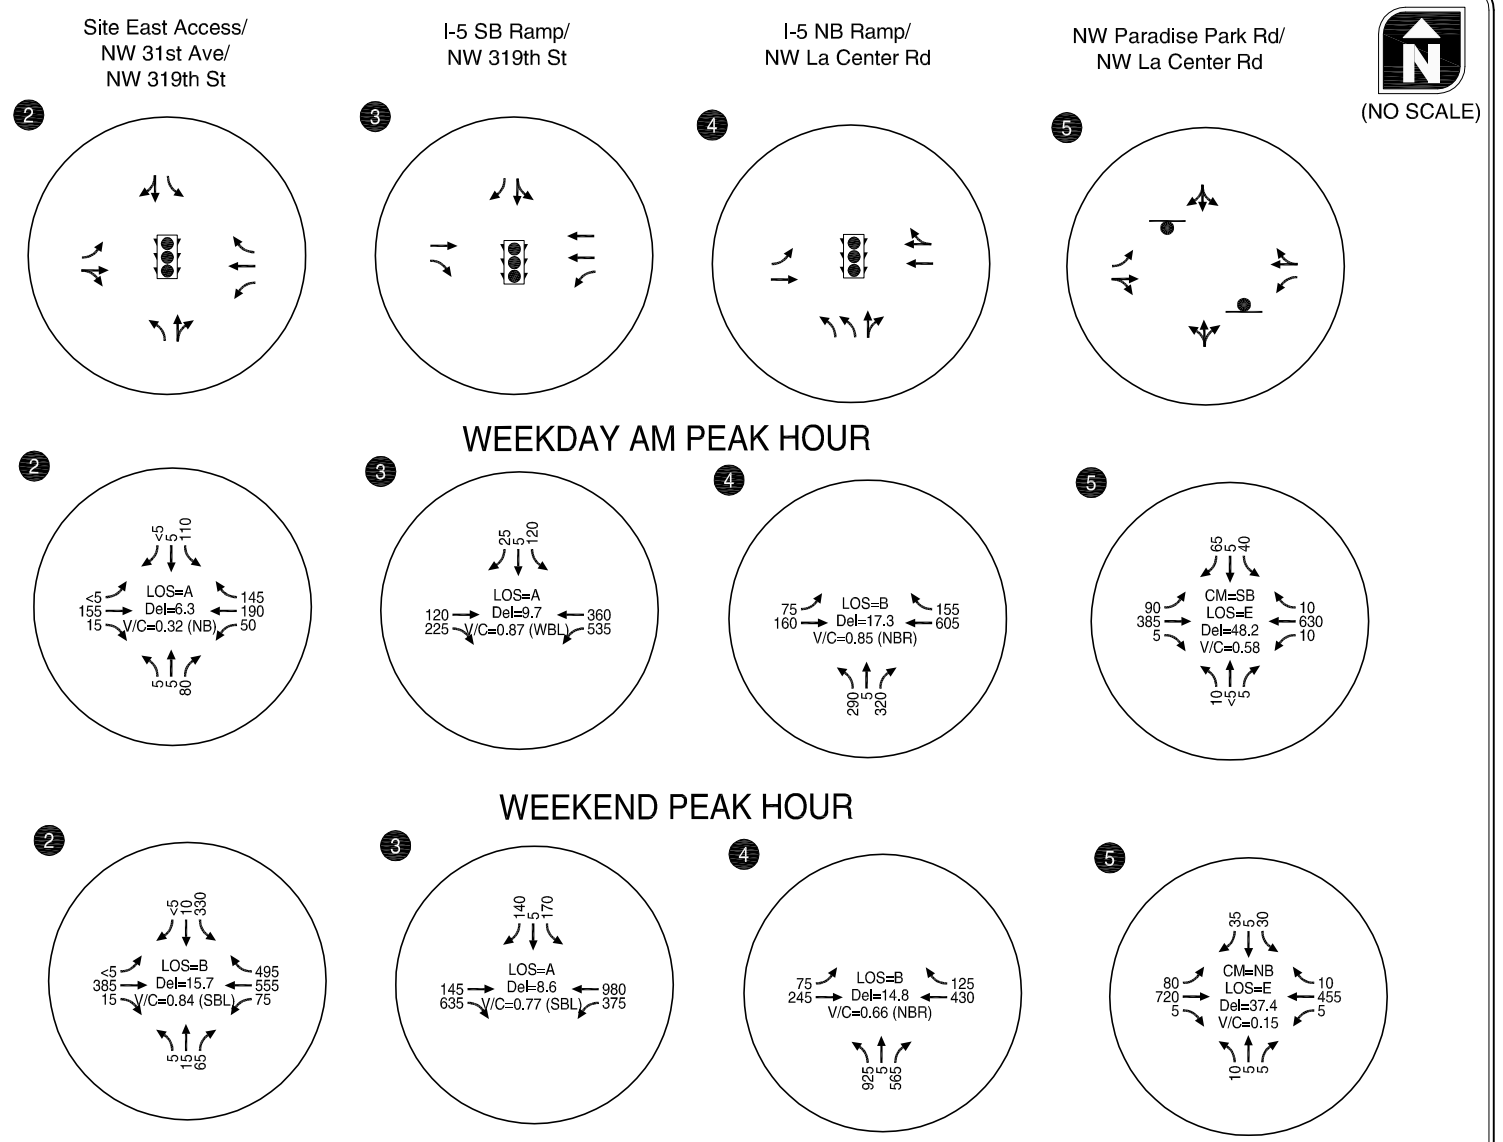 Site East Access/
NW 31st Ave/
NW 319th St
I-5 SB Ramp/
NW 319th St
I-5 NB Ramp/
NW La Center Rd
NW Paradise Park Rd/
NW La Center Rd
N
(NO SCALE)
2
3
4
5
WEEKDAY AM PEAK HOUR
2
<5
5
110
<5
155
15
LOS=A
Del=6.3
V/C=0.32 (NB)
145
190
50
5
5
80
3
25
5
120
120
225
LOS=A
Del=9.7
V/C=0.87 (WBL)
360
535
4
75
160
LOS=B
Del=17.3
V/C=0.85 (NBR)
155
605
290
5
320
5
65
5
40
90
385
5
CM=SB
LOS=E
Del=48.2
V/C=0.58
10
630
10
10
<5
5
WEEKEND PEAK HOUR
2
<5
10
330
<5
385
15
LOS=B
Del=15.7
V/C=0.84 (SBL)
495
555
75
5
15
65
3
140
5
170
145
635
LOS=A
Del=8.6
V/C=0.77 (SBL)
980
375
4
75
245
LOS=B
Del=14.8
V/C=0.66 (NBR)
125
430
925
5
565
5
35
5
30
80
720
5
CM=NB
LOS=E
Del=37.4
V/C=0.15
10
455
5
10
5
5